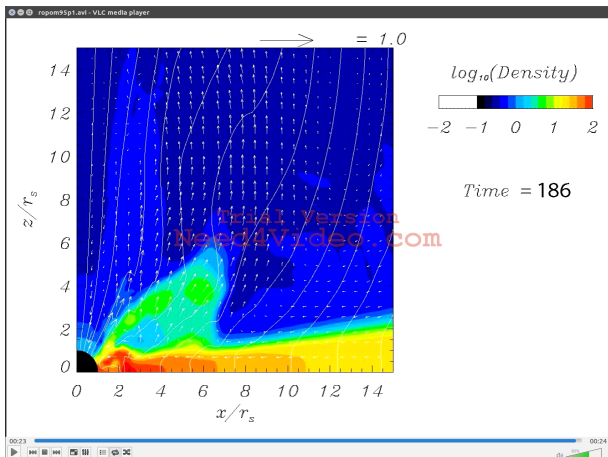 ropom95p1.avi - VLC media player
= 1.0
14
12
10
8
6
4
2
0
z/rs
0 2 4 6 8 10 12 14
x/rs
log₁₀(Density)
-2 -1 0 1 2
Time = 186
Trial Version
Need4Video.com
00:23
00:24